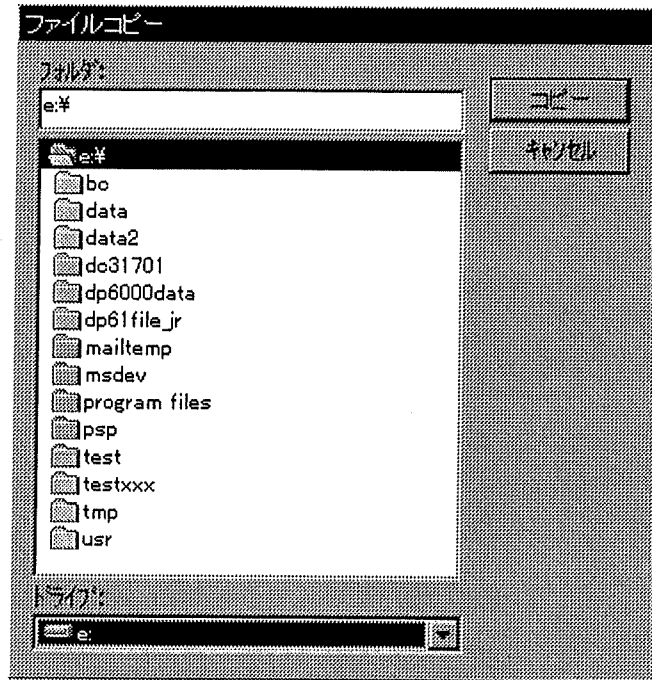 ファイルコピー
フォルダ:
e:¥
コピー
キャンセル
e:¥
bo
data
data2
dc31701
dp6000data
dp61file_jr
mailtemp
msdev
program files
psp
test
testxxx
tmp
usr
ドライブ:
e: